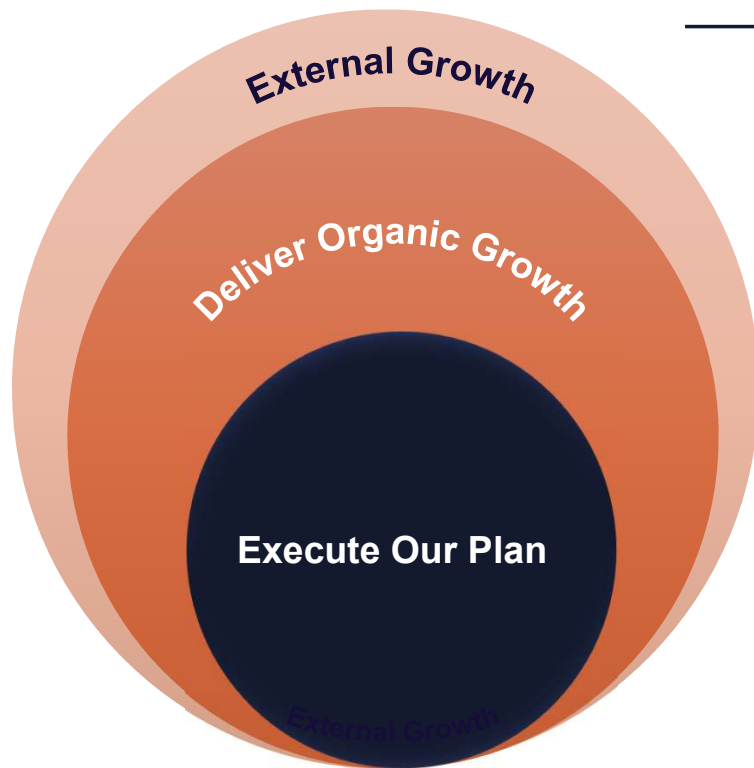 External Growth
Deliver Organic Growth
Execute Our Plan
External Growth